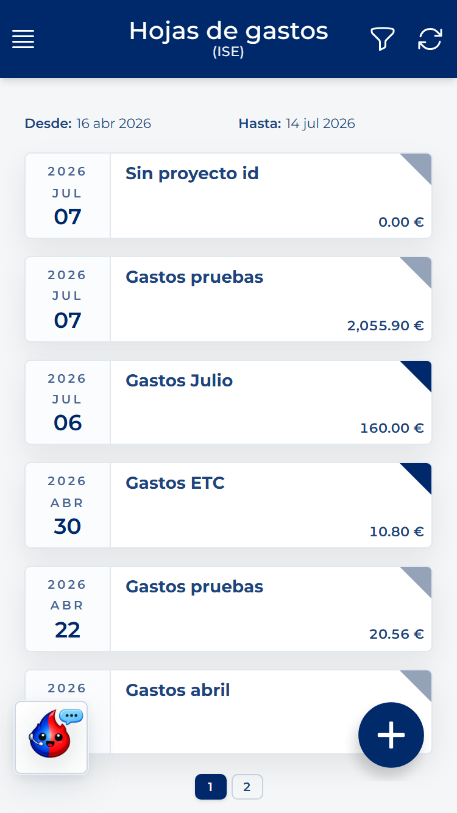 Hojas de gastos
(ISE)
Desde: 16 abr 2026
Hasta: 14 jul 2026
2026
JUL
07
Sin proyecto id
0.00 €
2026
JUL
07
Gastos pruebas
2,055.90 €
2026
JUL
06
Gastos Julio
160.00 €
2026
ABR
30
Gastos ETC
10.80 €
2026
ABR
22
Gastos pruebas
20.56 €
2026
Gastos abril
1
2